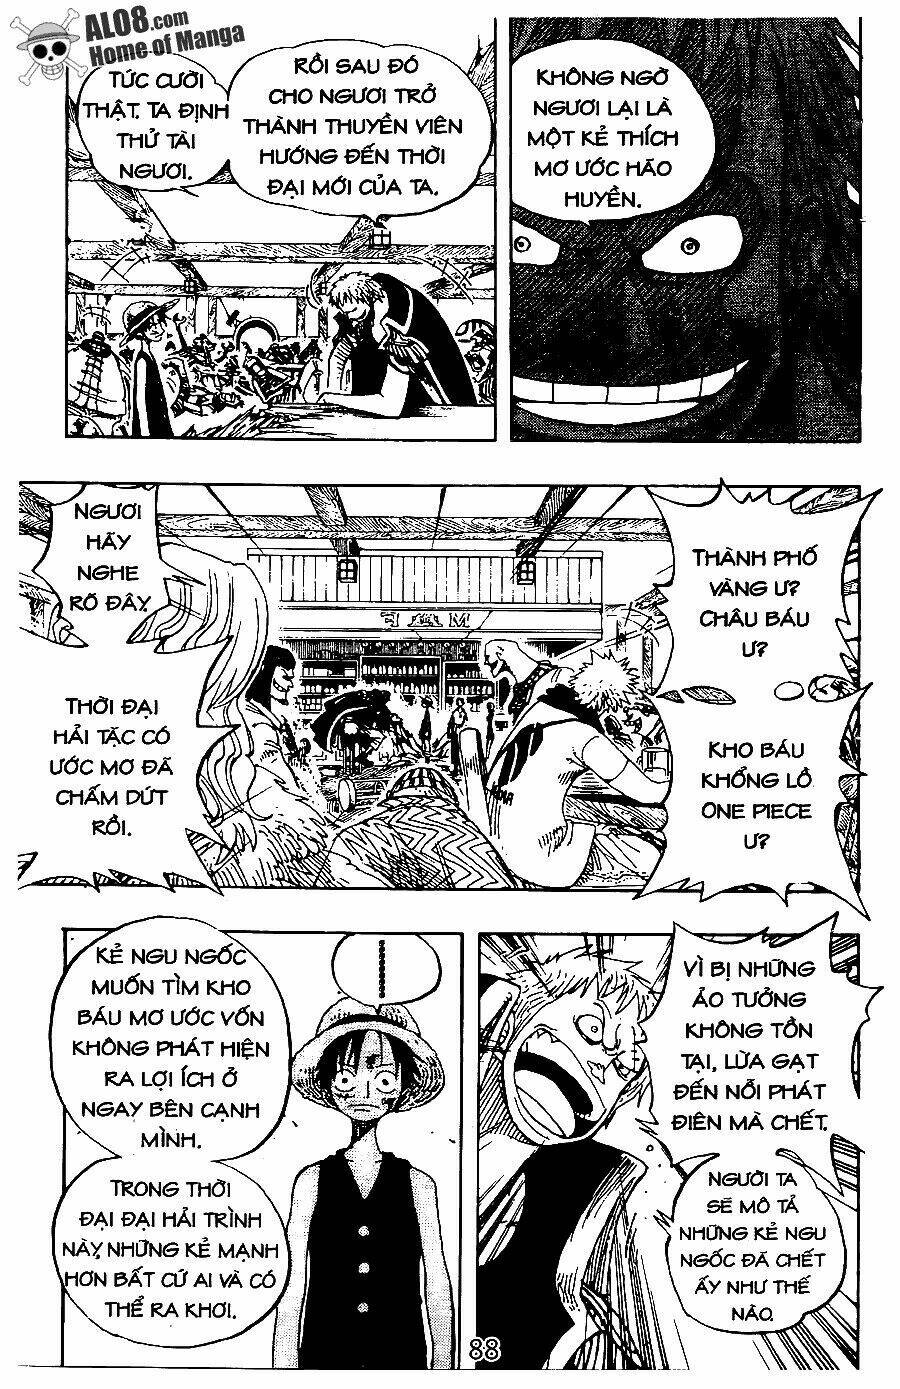 ALO8.com
Home of Manga
TỨC CƯỜI
THẬT. TA ĐỊNH
THỬ TÀI
NGƯƠI.
RỒI SAU ĐÓ
CHO NGƯƠI TRỞ
THÀNH THUYỀN VIÊN
HƯỚNG ĐẾN THỜI
ĐẠI MỚI CỦA TA.
KHÔNG NGỜ
NGƯƠI LẠI LÀ
MỘT KẺ THÍCH
MƠ ƯỚC HÃO
HUYỀN.
NGƯƠI
HÃY
NGHE
RÕ ĐÂY.
THỜI ĐẠI
HẢI TẶC CÓ
ƯỚC MƠ ĐÃ
CHẤM DỨT
RỒI.
THÀNH PHỐ
VÀNG Ư?
CHÂU BÁU
Ư?
KHO BÁU
KHỔNG LỒ
ONE PIECE
Ư?
KẺ NGU NGỐC
MUỐN TÌM KHO
BÁU MƠ ƯỚC VỐN
KHÔNG PHÁT HIỆN
RA LỢI ÍCH Ở
NGAY BÊN CẠNH
MÌNH.
TRONG THỜI
ĐẠI ĐẠI HẢI TRÌNH
NÀY, NHỮNG KẺ MẠNH
HƠN BẤT CỨ AI VÀ CÓ
THỂ RA KHƠI.
VÌ BỊ NHỮNG
ẢO TƯỞNG
KHÔNG TỒN
TẠI, LỪA GẠT
ĐẾN NỖI PHÁT
ĐIÊN MÀ CHẾT.
NGƯỜI TA
SẼ MÔ TẢ
NHỮNG KẺ NGU
NGỐC ĐÃ CHẾT
ẤY NHƯ THẾ
NÀO.
88